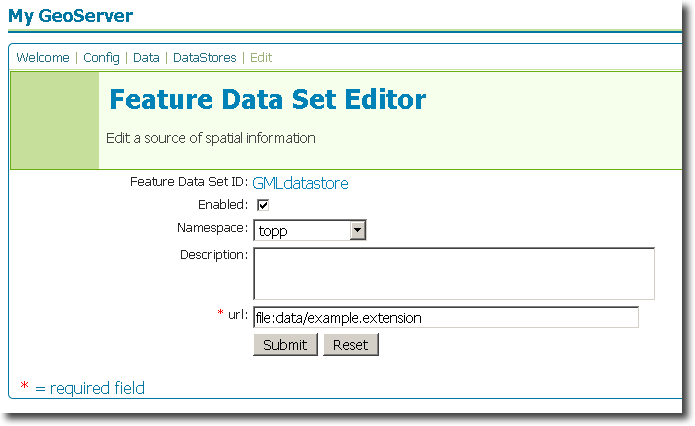 My GeoServer
Welcome | Config | Data | DataStores | Edit
Feature Data Set Editor
Edit a source of spatial information
Feature Data Set ID: GMLdatastore
Enabled:
Namespace: topp
Description:
* url: file:data/example.extension
Submit Reset
* = required field